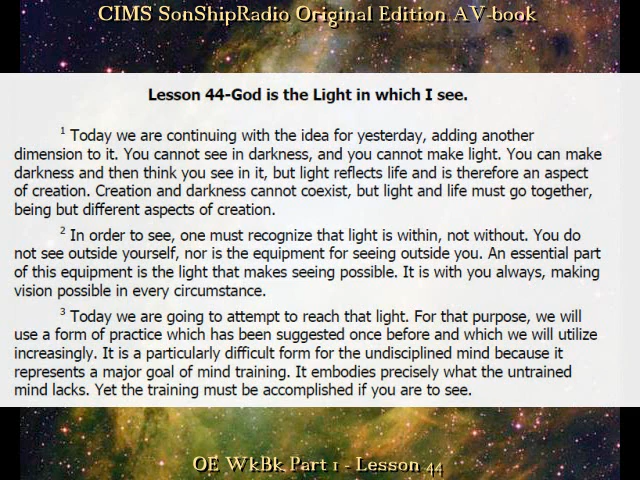 CIMS SonShipRadio Original Edition AV-book
Lesson 44-God is the Light in which I see.
1 Today we are continuing with the idea for yesterday, adding another
dimension to it. You cannot see in darkness, and you cannot make light. You can make
darkness and then think you see in it, but light reflects life and is therefore an aspect
of creation. Creation and darkness cannot coexist, but light and life must go together,
being but different aspects of creation.
2 In order to see, one must recognize that light is within, not without. You do
not see outside yourself, nor is the equipment for seeing outside you. An essential part
of this equipment is the light that makes seeing possible. It is with you always, making
vision possible in every circumstance.
3 Today we are going to attempt to reach that light. For that purpose, we will
use a form of practice which has been suggested once before and which we will utilize
increasingly. It is a particularly difficult form for the undisciplined mind because it
represents a major goal of mind training. It embodies precisely what the untrained
mind lacks. Yet the training must be accomplished if you are to see.
OE WkBk Part 1 - Lesson 44